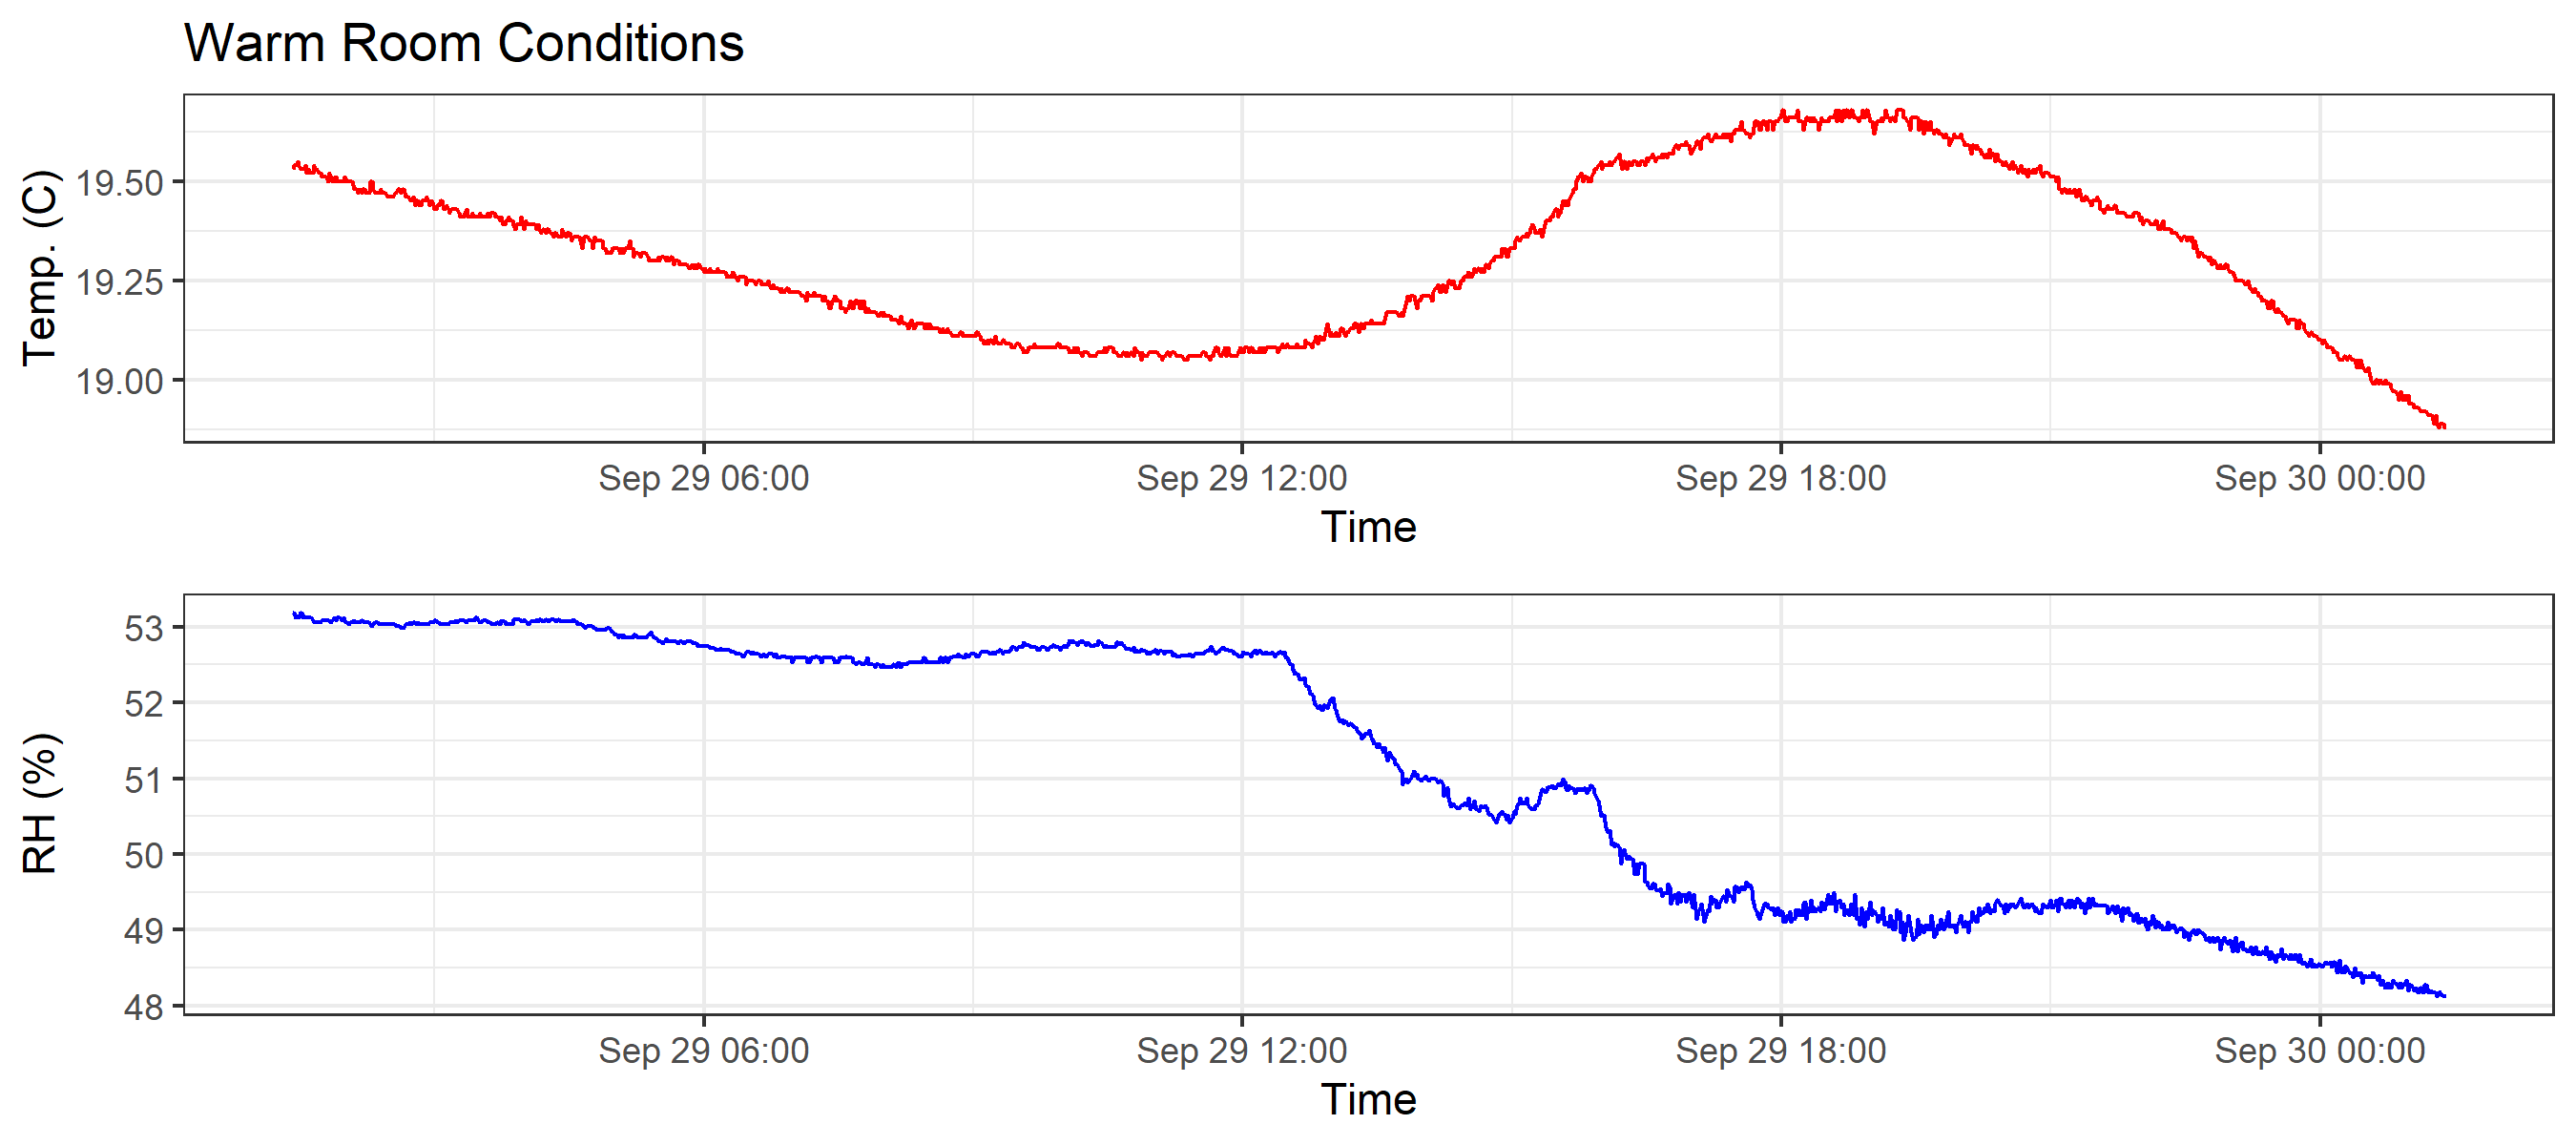 Warm Room Conditions
Temp. (C)
19.50
19.25
19.00
Sep 29 06:00 Sep 29 12:00 Sep 29 18:00 Sep 30 00:00
Time
RH (%)
53
52
51
50
49
48
Sep 29 06:00 Sep 29 12:00 Sep 29 18:00 Sep 30 00:00
Time